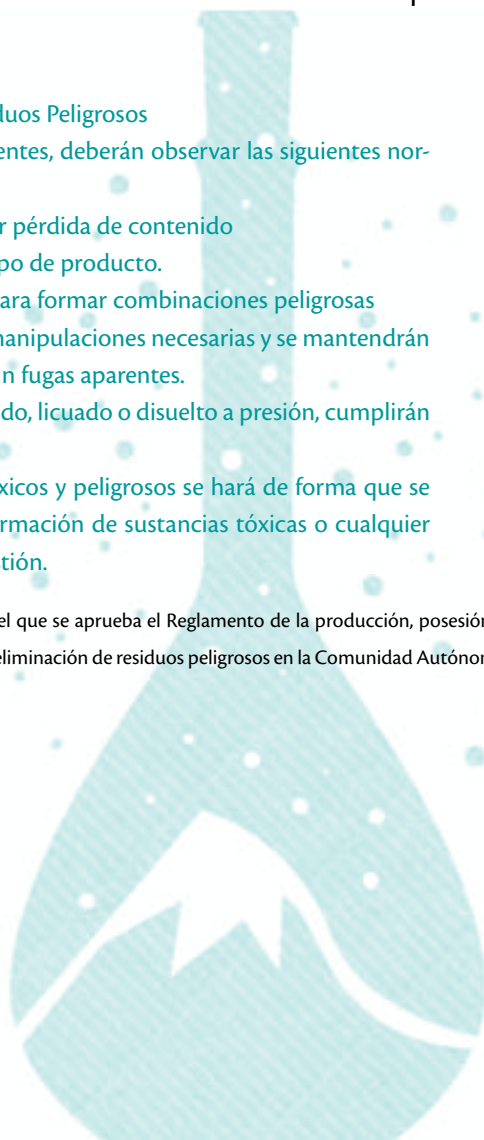 duos Peligrosos
entes, deberán observar las siguientes nor-
r pérdida de contenido
po de producto.
ara formar combinaciones peligrosas
nanipulaciones necesarias y se mantendrán
n fugas aparentes.
do, licuado o disuelto a presión, cumplirán
xicos y peligrosos se hará de forma que se
rmación de sustancias tóxicas o cualquier
stión.
el que se aprueba el Reglamento de la producción, posesión
eliminación de residuos peligrosos en la Comunidad Autónom